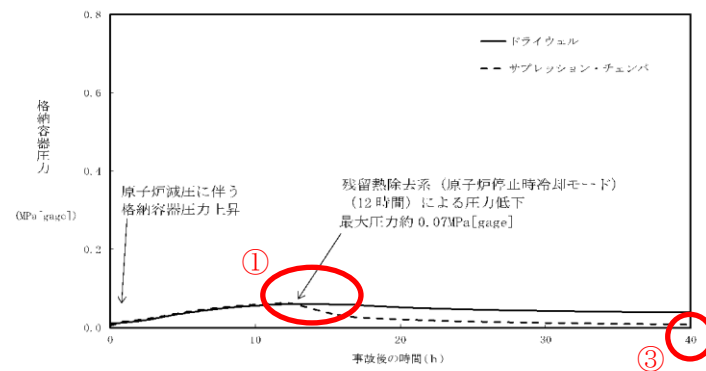 0.8
0.6
0.4
0.2
0.0
格納容器圧力
(MPa[gage])
ドライウェル
サプレッション・チェンバ
原子炉減圧に伴う
格納容器圧力上昇
残留熱除去系（原子炉停止時冷却モード）
（12時間）による圧力低下
最大圧力約0.07MPa[gage]
①
0
10
20
30
40
事故後の時間(h)
③